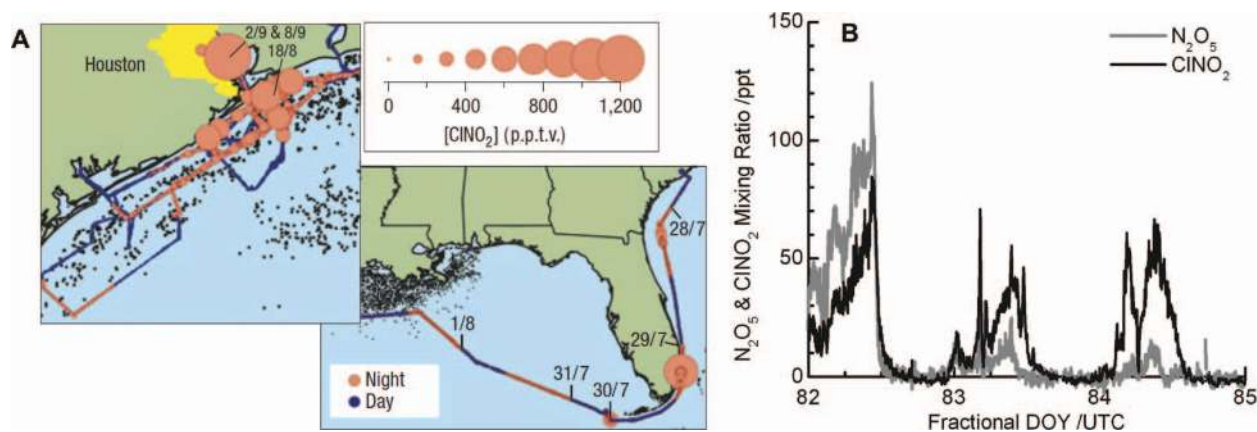 A
2/9 & 8/9
18/8
Houston
0 400 800 1,200
[ClNO₂] (p.p.t.v.)
28/7
29/7
1/8
31/7
30/7
Night
Day
B
N₂O₅
ClNO₂
N₂O₅ & ClNO₂ Mixing Ratio /ppt
150
100
50
0
82 83 84 85
Fractional DOY /UTC